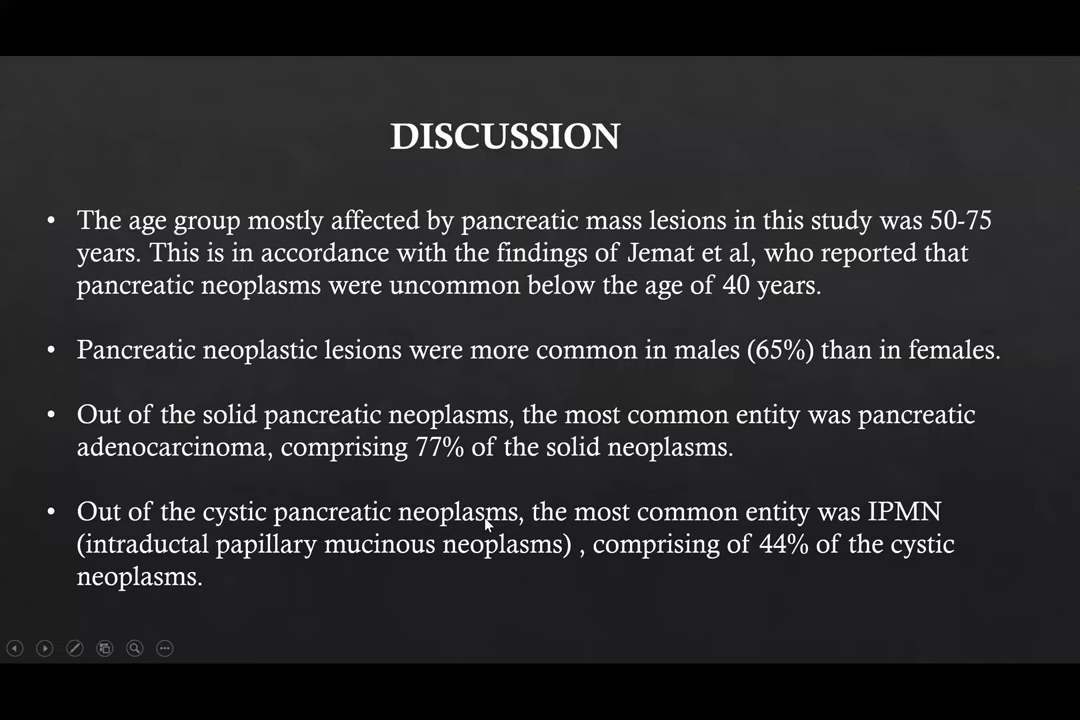 DISCUSSION
• The age group mostly affected by pancreatic mass lesions in this study was 50-75
years. This is in accordance with the findings of Jemat et al, who reported that
pancreatic neoplasms were uncommon below the age of 40 years.
• Pancreatic neoplastic lesions were more common in males (65%) than in females.
• Out of the solid pancreatic neoplasms, the most common entity was pancreatic
adenocarcinoma, comprising 77% of the solid neoplasms.
• Out of the cystic pancreatic neoplasms, the most common entity was IPMN
(intraductal papillary mucinous neoplasms) , comprising of 44% of the cystic
neoplasms.